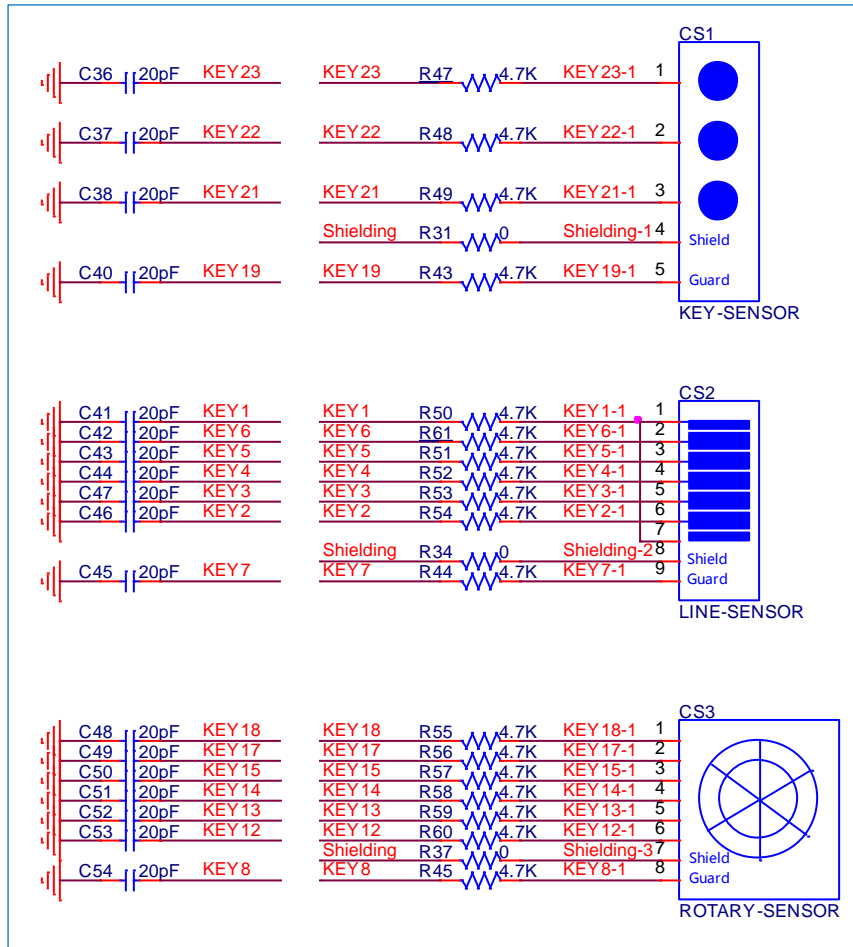 CS1
C36 20pF KEY23 KEY23 R47 4.7K KEY23-1 1
C37 20pF KEY22 KEY22 R48 4.7K KEY22-1 2
C38 20pF KEY21 KEY21 R49 4.7K KEY21-1 3
Shielding R31 0 Shielding-1 4 Shield
C40 20pF KEY19 KEY19 R43 4.7K KEY19-1 5 Guard
KEY-SENSOR
CS2
C41 20pF KEY1 KEY1 R50 4.7K KEY1-1 1
C42 20pF KEY6 KEY6 R61 4.7K KEY6-1 2
C43 20pF KEY5 KEY5 R51 4.7K KEY5-1 3
C44 20pF KEY4 KEY4 R52 4.7K KEY4-1 4
C47 20pF KEY3 KEY3 R53 4.7K KEY3-1 5
C46 20pF KEY2 KEY2 R54 4.7K KEY2-1 6
7
Shielding R34 0 Shielding-2 8 Shield
C45 20pF KEY7 KEY7 R44 4.7K KEY7-1 9 Guard
LINE-SENSOR
CS3
C48 20pF KEY18 KEY18 R55 4.7K KEY18-1 1
C49 20pF KEY17 KEY17 R56 4.7K KEY17-1 2
C50 20pF KEY15 KEY15 R57 4.7K KEY15-1 3
C51 20pF KEY14 KEY14 R58 4.7K KEY14-1 4
C52 20pF KEY13 KEY13 R59 4.7K KEY13-1 5
C53 20pF KEY12 KEY12 R60 4.7K KEY12-1 6
Shielding R37 0 Shielding-3 7 Shield
C54 20pF KEY8 KEY8 R45 4.7K KEY8-1 8 Guard
ROTARY-SENSOR